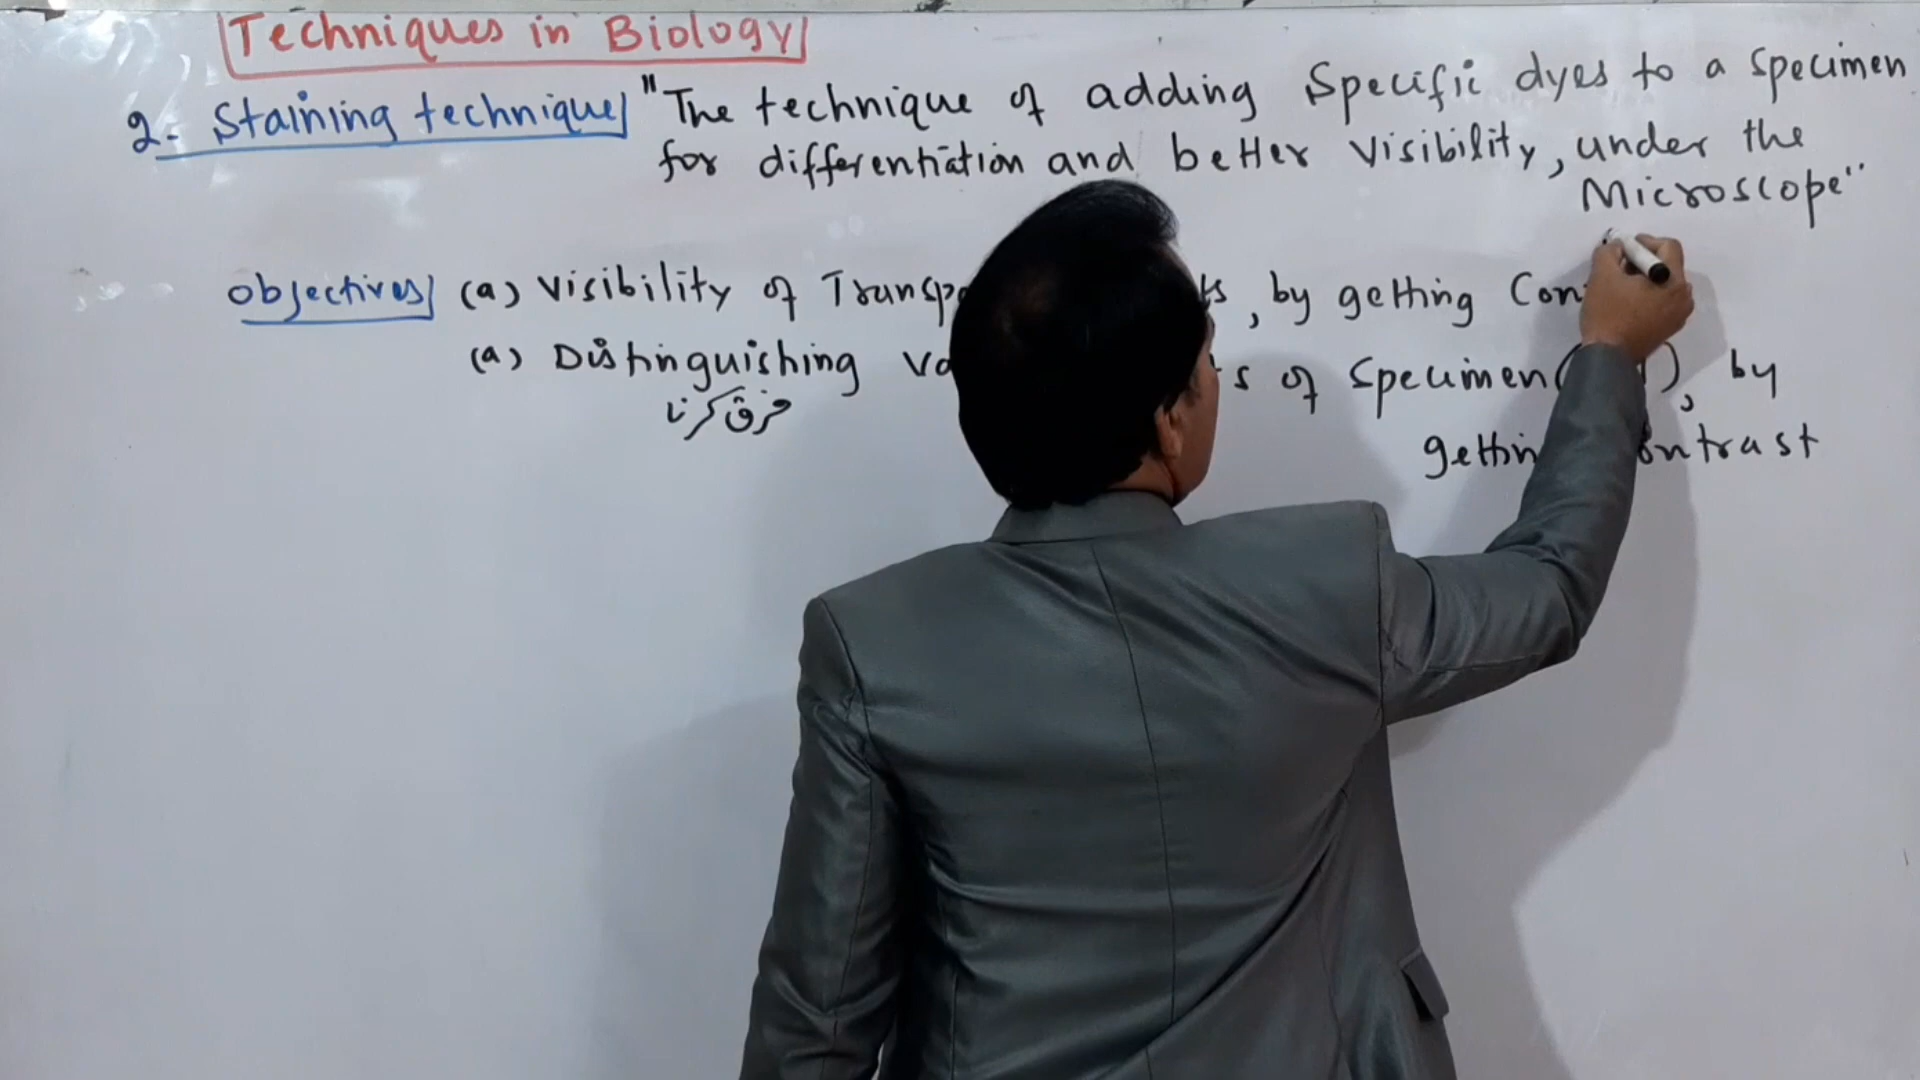 Techniques in Biology
2. Staining technique "The technique of adding Specific dyes to a specimen
for differentiation and better visibility, under the
Microscope"
objectives (a) visibility of by getting
(a) Distinguishing of specimen by
فرق کرنا
getting contrast